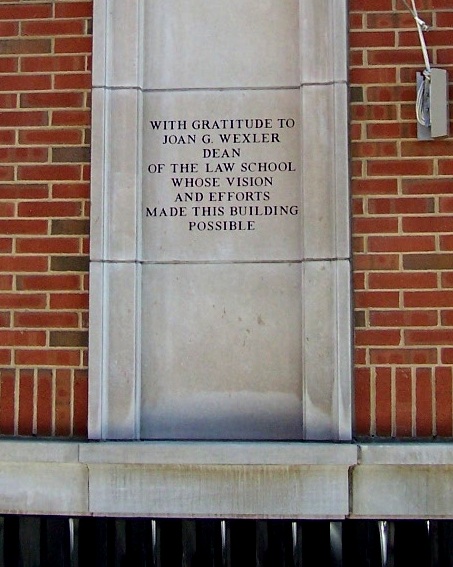 WITH GRATITUDE TO
JOAN G. WEXLER
DEAN
OF THE LAW SCHOOL
WHOSE VISION
AND EFFORTS
MADE THIS BUILDING
POSSIBLE